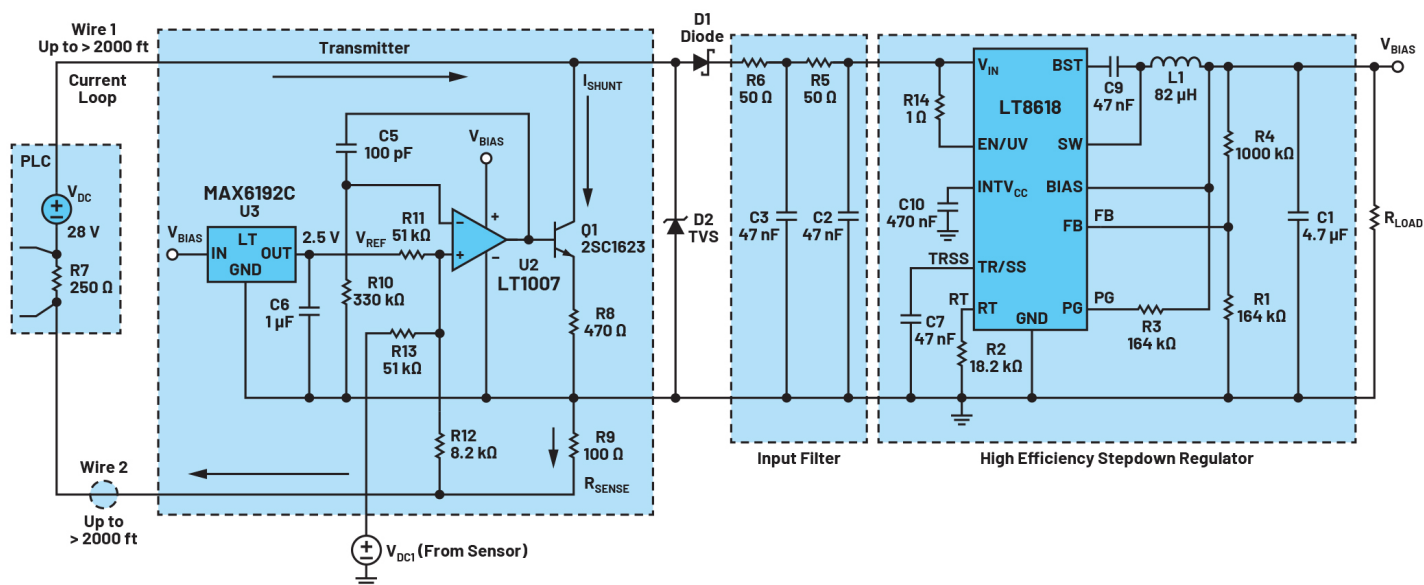 Wire 1
Up to > 2000 ft
Current
Loop
Transmitter
PLC
V_DC
28 V
R7
250 Ω
Wire 2
Up to
> 2000 ft
MAX6192C
U3
V_BIAS
LT
IN
OUT
GND
2.5 V
V_REF
C6
1 µF
C5
100 pF
R11
51 kΩ
R10
330 kΩ
R13
51 kΩ
R12
8.2 kΩ
V_BIAS
+
−
+
−
U2
LT1007
I_SHUNT
Q1
2SC1623
R8
470 Ω
R9
100 Ω
R_SENSE
V_DC1 (From Sensor)
D1
Diode
D2
TVS
R6
50 Ω
R5
50 Ω
C3
47 nF
C2
47 nF
Input Filter
R14
1 Ω
V_IN
BST
LT8618
EN/UV
SW
INTV_CC
BIAS
FB
FB
TRSS
TR/SS
RT
RT
PG
PG
GND
C10
470 nF
C7
47 nF
R2
18.2 kΩ
C9
47 nF
L1
82 µH
R4
1000 kΩ
R3
164 kΩ
R1
164 kΩ
C1
4.7 µF
V_BIAS
R_LOAD
High Efficiency Stepdown Regulator